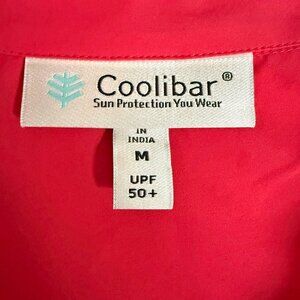 Coolibar®
Sun Protection You Wear
IN
INDIA
M
UPF
50+